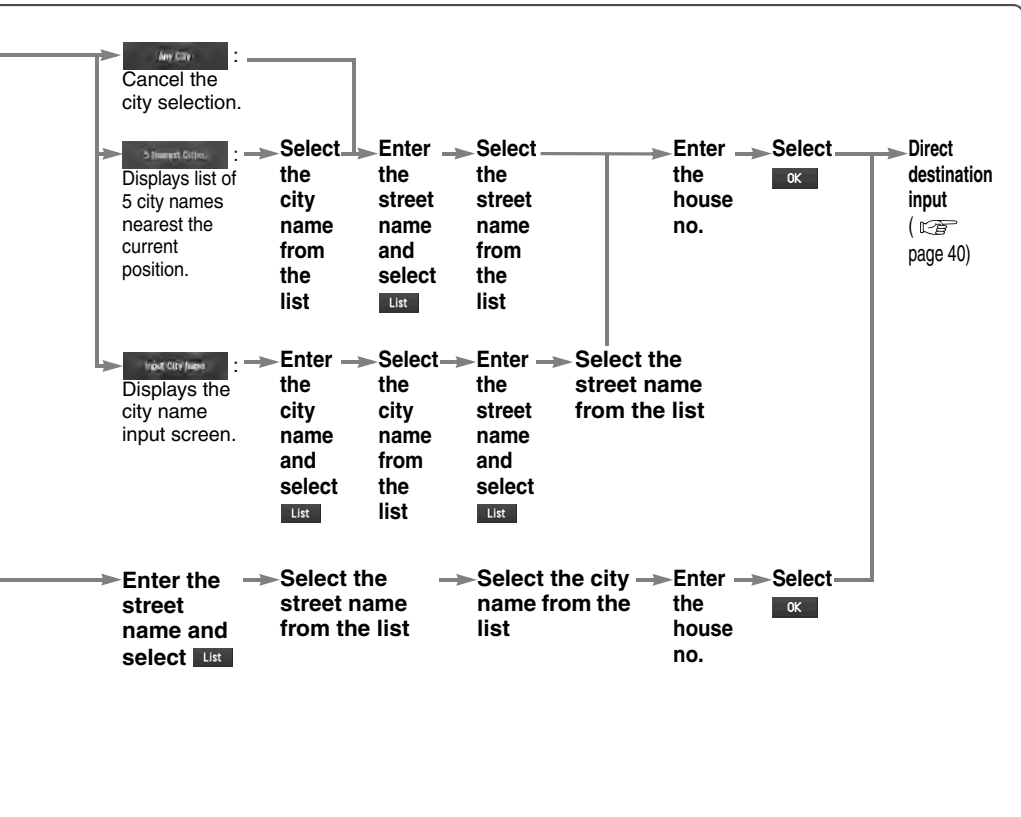 Any City :
Cancel the
city selection.
5 Nearest Cities :
Displays list of
5 city names
nearest the
current
position.
Select
the
city
name
from
the
list
Enter
the
street
name
and
select
List
Select
the
street
name
from
the
list
Enter
the
house
no.
Select
OK
Direct
destination
input
(
page 40)
Input City Name :
Displays the
city name
input screen.
Enter
the
city
name
and
select
List
Select
the
city
name
from
the
list
Enter
the
street
name
and
select
List
Select the
street name
from the list
Enter the
street
name and
select List
Select the
street name
from the list
Select the city
name from the
list
Enter
the
house
no.
Select
OK